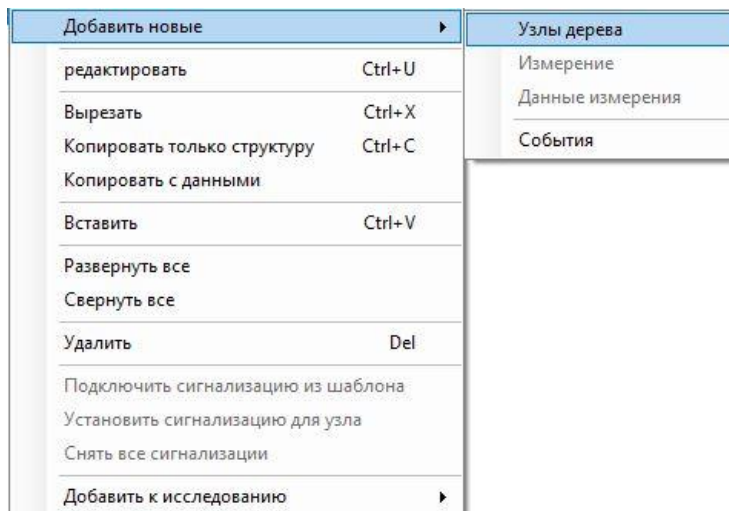 Добавить новые
редактировать Ctrl+U
Вырезать Ctrl+X
Копировать только структуру Ctrl+C
Копировать с данными
Вставить Ctrl+V
Развернуть все
Свернуть все
Удалить Del
Подключить сигнализацию из шаблона
Установить сигнализацию для узла
Снять все сигнализации
Добавить к исследованию
Узлы дерева
Измерение
Данные измерения
События